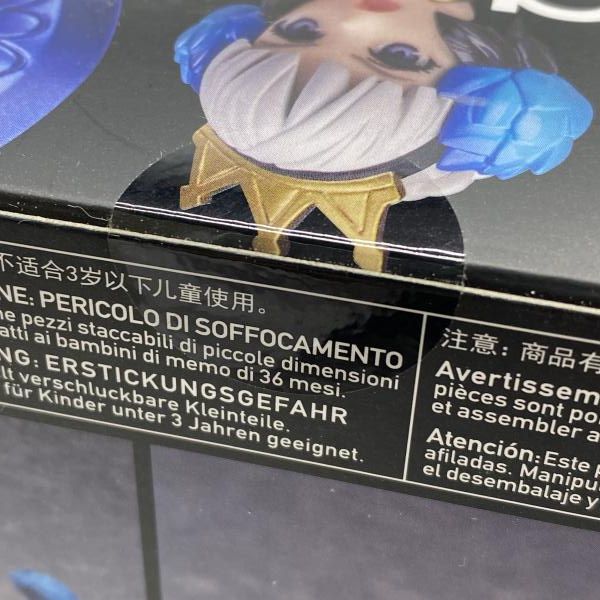 不适合3岁以下儿童使用。
NE: PERICOLO DI SOFFOCAMENTO
ne pezzi staccabili di piccole dimensioni
atti ai bambini di memo di 36 mesi.
NG: ERSTICKUNGSGEFAHR
lt verschluckbare Kleinteile.
für Kinder unter 3 Jahren geeignet.
注意: 商品有
Avertissem
pièces sont po
et assembler a
Atención: Este p
afiladas. Manipu
el desembalaje y